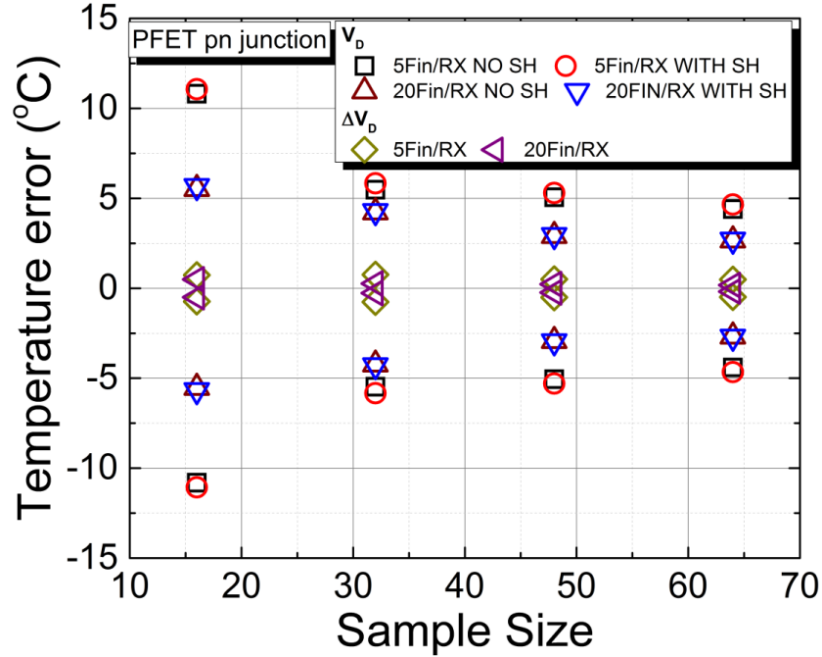 PFET pn junction
V_D
5Fin/RX NO SH 5Fin/RX WITH SH
20Fin/RX NO SH 20FIN/RX WITH SH
ΔV_D
5Fin/RX 20Fin/RX
Temperature error (°C)
15
10
5
0
-5
-10
-15
10 20 30 40 50 60 70
Sample Size